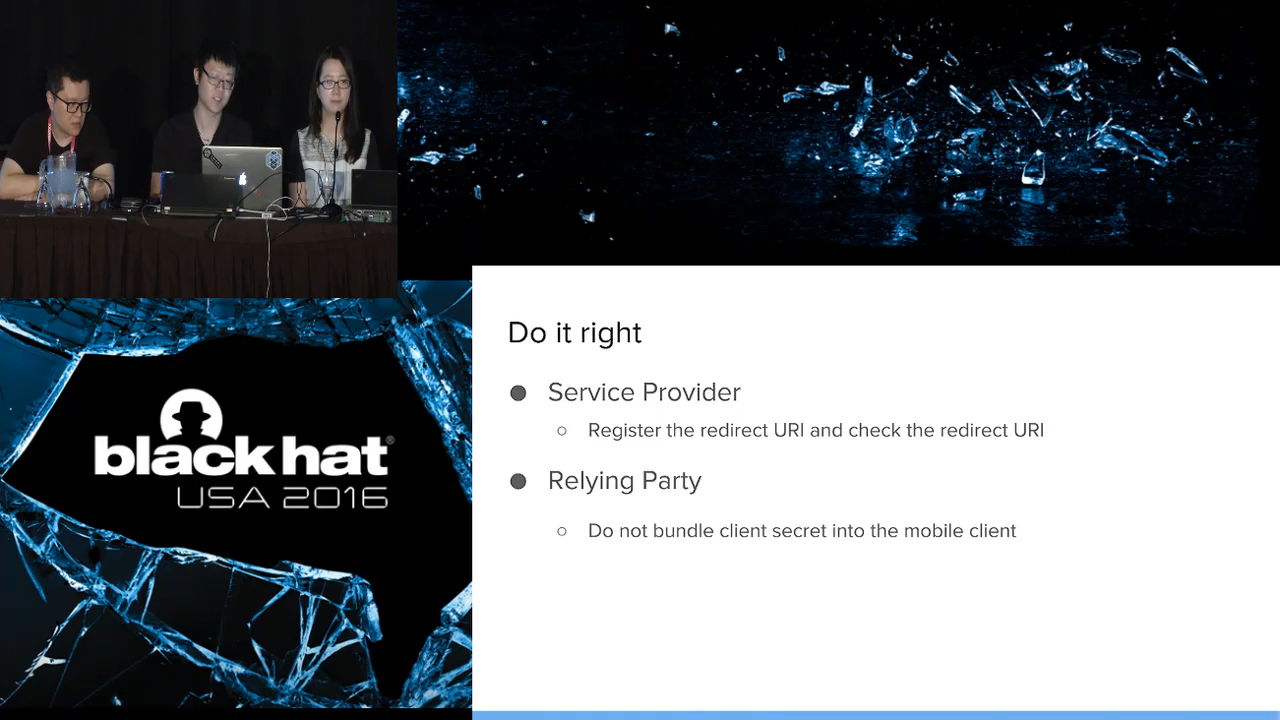 Do it right
● Service Provider
○ Register the redirect URI and check the redirect URI
● Relying Party
○ Do not bundle client secret into the mobile client
black hat®
USA 2016